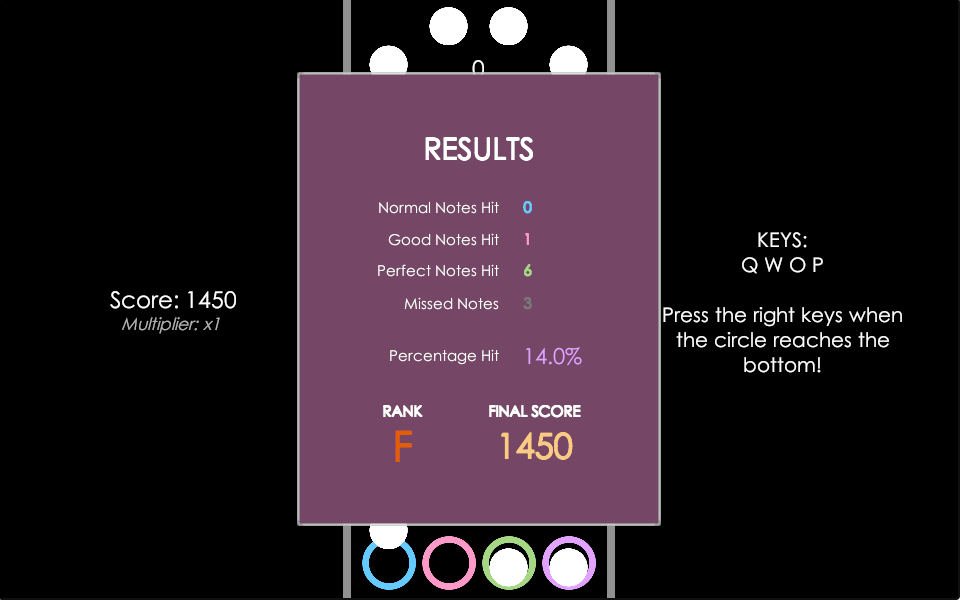 0
RESULTS
Normal Notes Hit 0
Good Notes Hit 1
Perfect Notes Hit 6
Missed Notes 3
Percentage Hit 14.0%
RANK FINAL SCORE
F 1450
Score: 1450
Multiplier: x1
KEYS:
Q W O P
Press the right keys when
the circle reaches the
bottom!